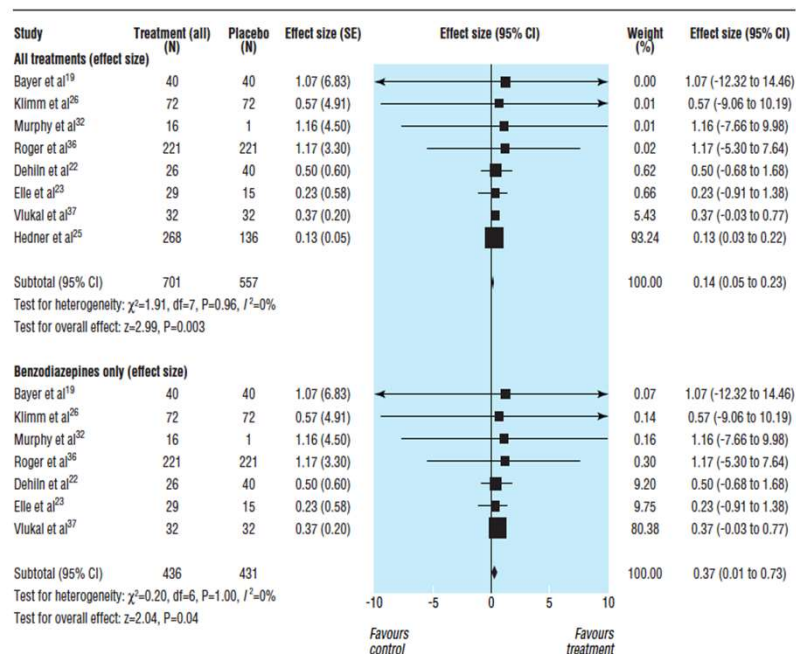 Study Treatment (all) (N) Placebo (N) Effect size (SE) Effect size (95% CI) Weight (%) Effect size (95% CI)
All treatments (effect size)
Bayer et al19 40 40 1.07 (6.83) 0.00 1.07 (-12.32 to 14.46)
Klimm et al26 72 72 0.57 (4.91) 0.01 0.57 (-9.06 to 10.19)
Murphy et al32 16 1 1.16 (4.50) 0.01 1.16 (-7.66 to 9.98)
Roger et al36 221 221 1.17 (3.30) 0.02 1.17 (-5.30 to 7.64)
Dehiln et al22 26 40 0.50 (0.60) 0.62 0.50 (-0.68 to 1.68)
Elle et al23 29 15 0.23 (0.58) 0.66 0.23 (-0.91 to 1.38)
Vlukal et al37 32 32 0.37 (0.20) 5.43 0.37 (-0.03 to 0.77)
Hedner et al25 268 136 0.13 (0.05) 93.24 0.13 (0.03 to 0.22)
Subtotal (95% CI) 701 557 100.00 0.14 (0.05 to 0.23)
Test for heterogeneity: χ²=1.91, df=7, P=0.96, I²=0%
Test for overall effect: z=2.99, P=0.003
Benzodiazepines only (effect size)
Bayer et al19 40 40 1.07 (6.83) 0.07 1.07 (-12.32 to 14.46)
Klimm et al26 72 72 0.57 (4.91) 0.14 0.57 (-9.06 to 10.19)
Murphy et al32 16 1 1.16 (4.50) 0.16 1.16 (-7.66 to 9.98)
Roger et al36 221 221 1.17 (3.30) 0.30 1.17 (-5.30 to 7.64)
Dehiln et al22 26 40 0.50 (0.60) 9.20 0.50 (-0.68 to 1.68)
Elle et al23 29 15 0.23 (0.58) 9.75 0.23 (-0.91 to 1.38)
Vlukal et al37 32 32 0.37 (0.20) 80.38 0.37 (-0.03 to 0.77)
Subtotal (95% CI) 436 431 100.00 0.37 (0.01 to 0.73)
Test for heterogeneity: χ²=0.20, df=6, P=1.00, I²=0%
Test for overall effect: z=2.04, P=0.04
-10 -5 0 5 10
Favours control Favours treatment